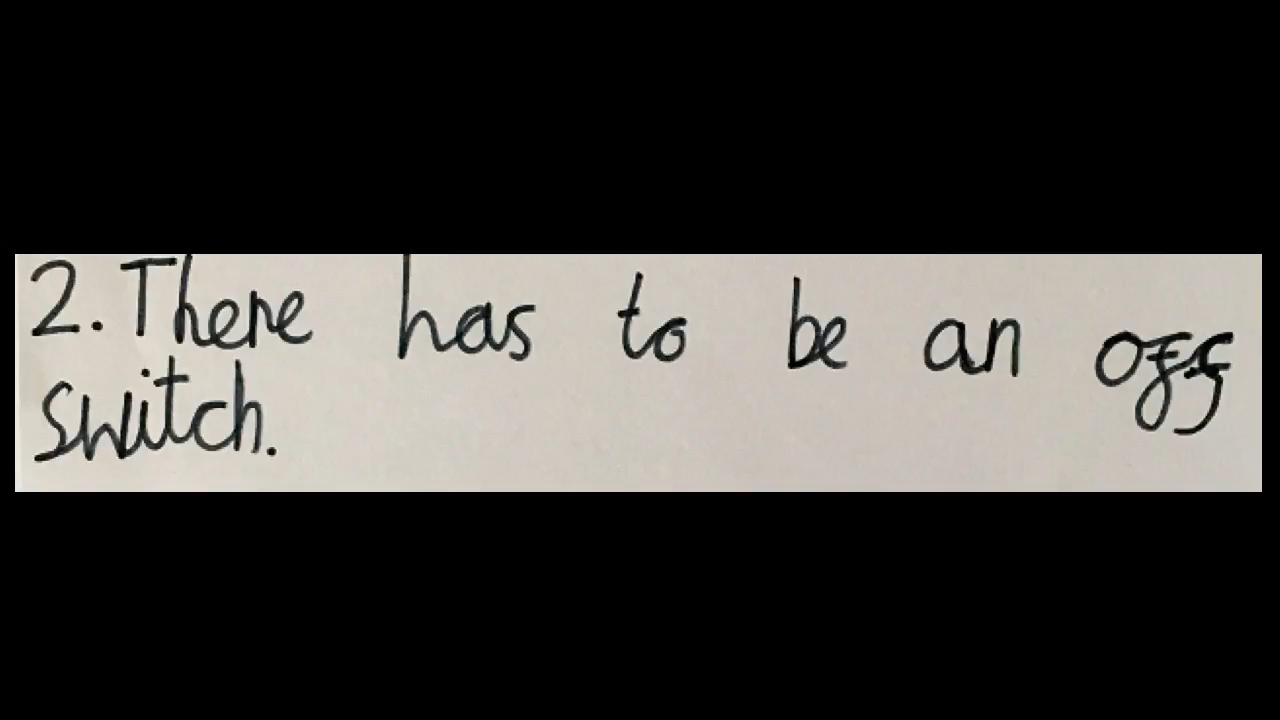 2. There has to be an off
switch.